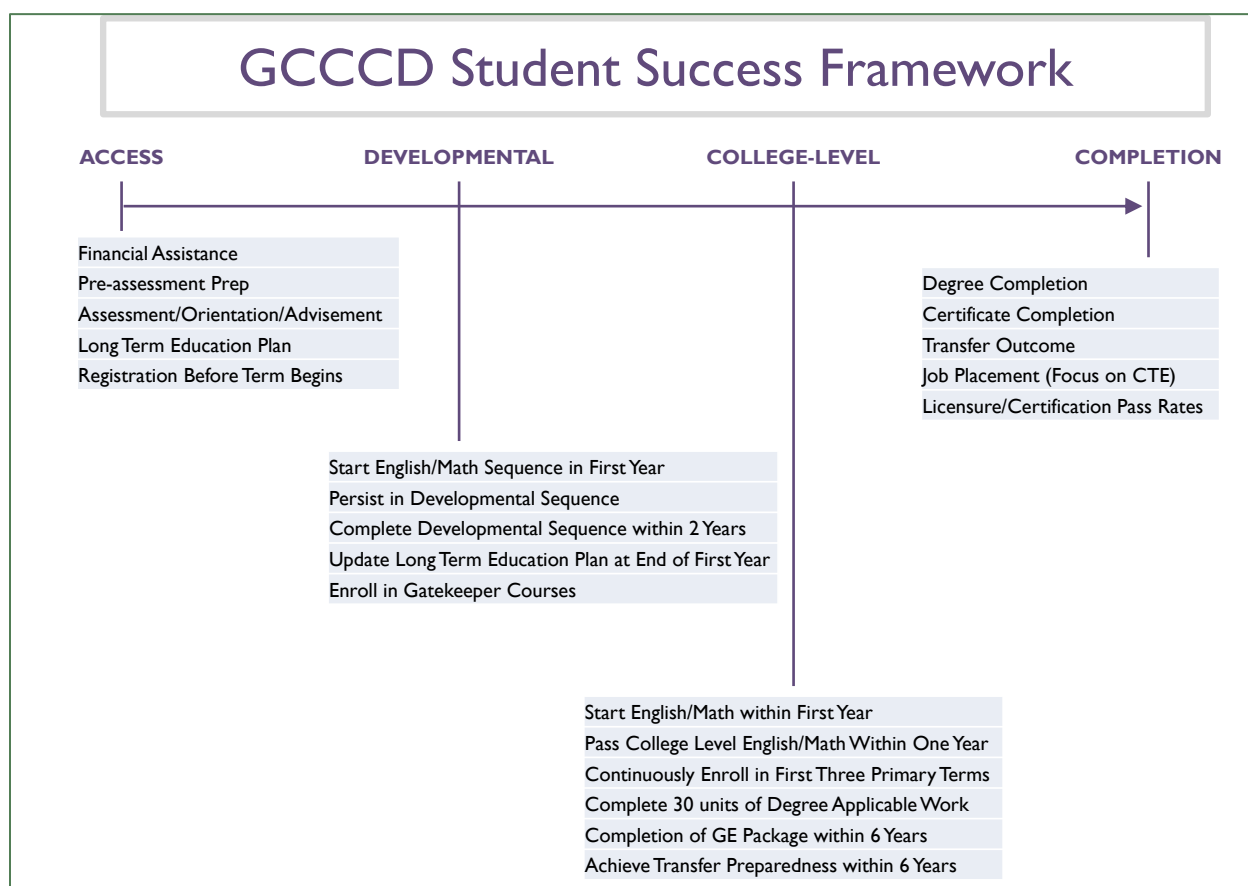 GCCCD Student Success Framework
ACCESS
DEVELOPMENTAL
COLLEGE-LEVEL
COMPLETION
Financial Assistance
Pre-assessment Prep
Assessment/Orientation/Advisement
Long Term Education Plan
Registration Before Term Begins
Start English/Math Sequence in First Year
Persist in Developmental Sequence
Complete Developmental Sequence within 2 Years
Update Long Term Education Plan at End of First Year
Enroll in Gatekeeper Courses
Start English/Math within First Year
Pass College Level English/Math Within One Year
Continuously Enroll in First Three Primary Terms
Complete 30 units of Degree Applicable Work
Completion of GE Package within 6 Years
Achieve Transfer Preparedness within 6 Years
Degree Completion
Certificate Completion
Transfer Outcome
Job Placement (Focus on CTE)
Licensure/Certification Pass Rates